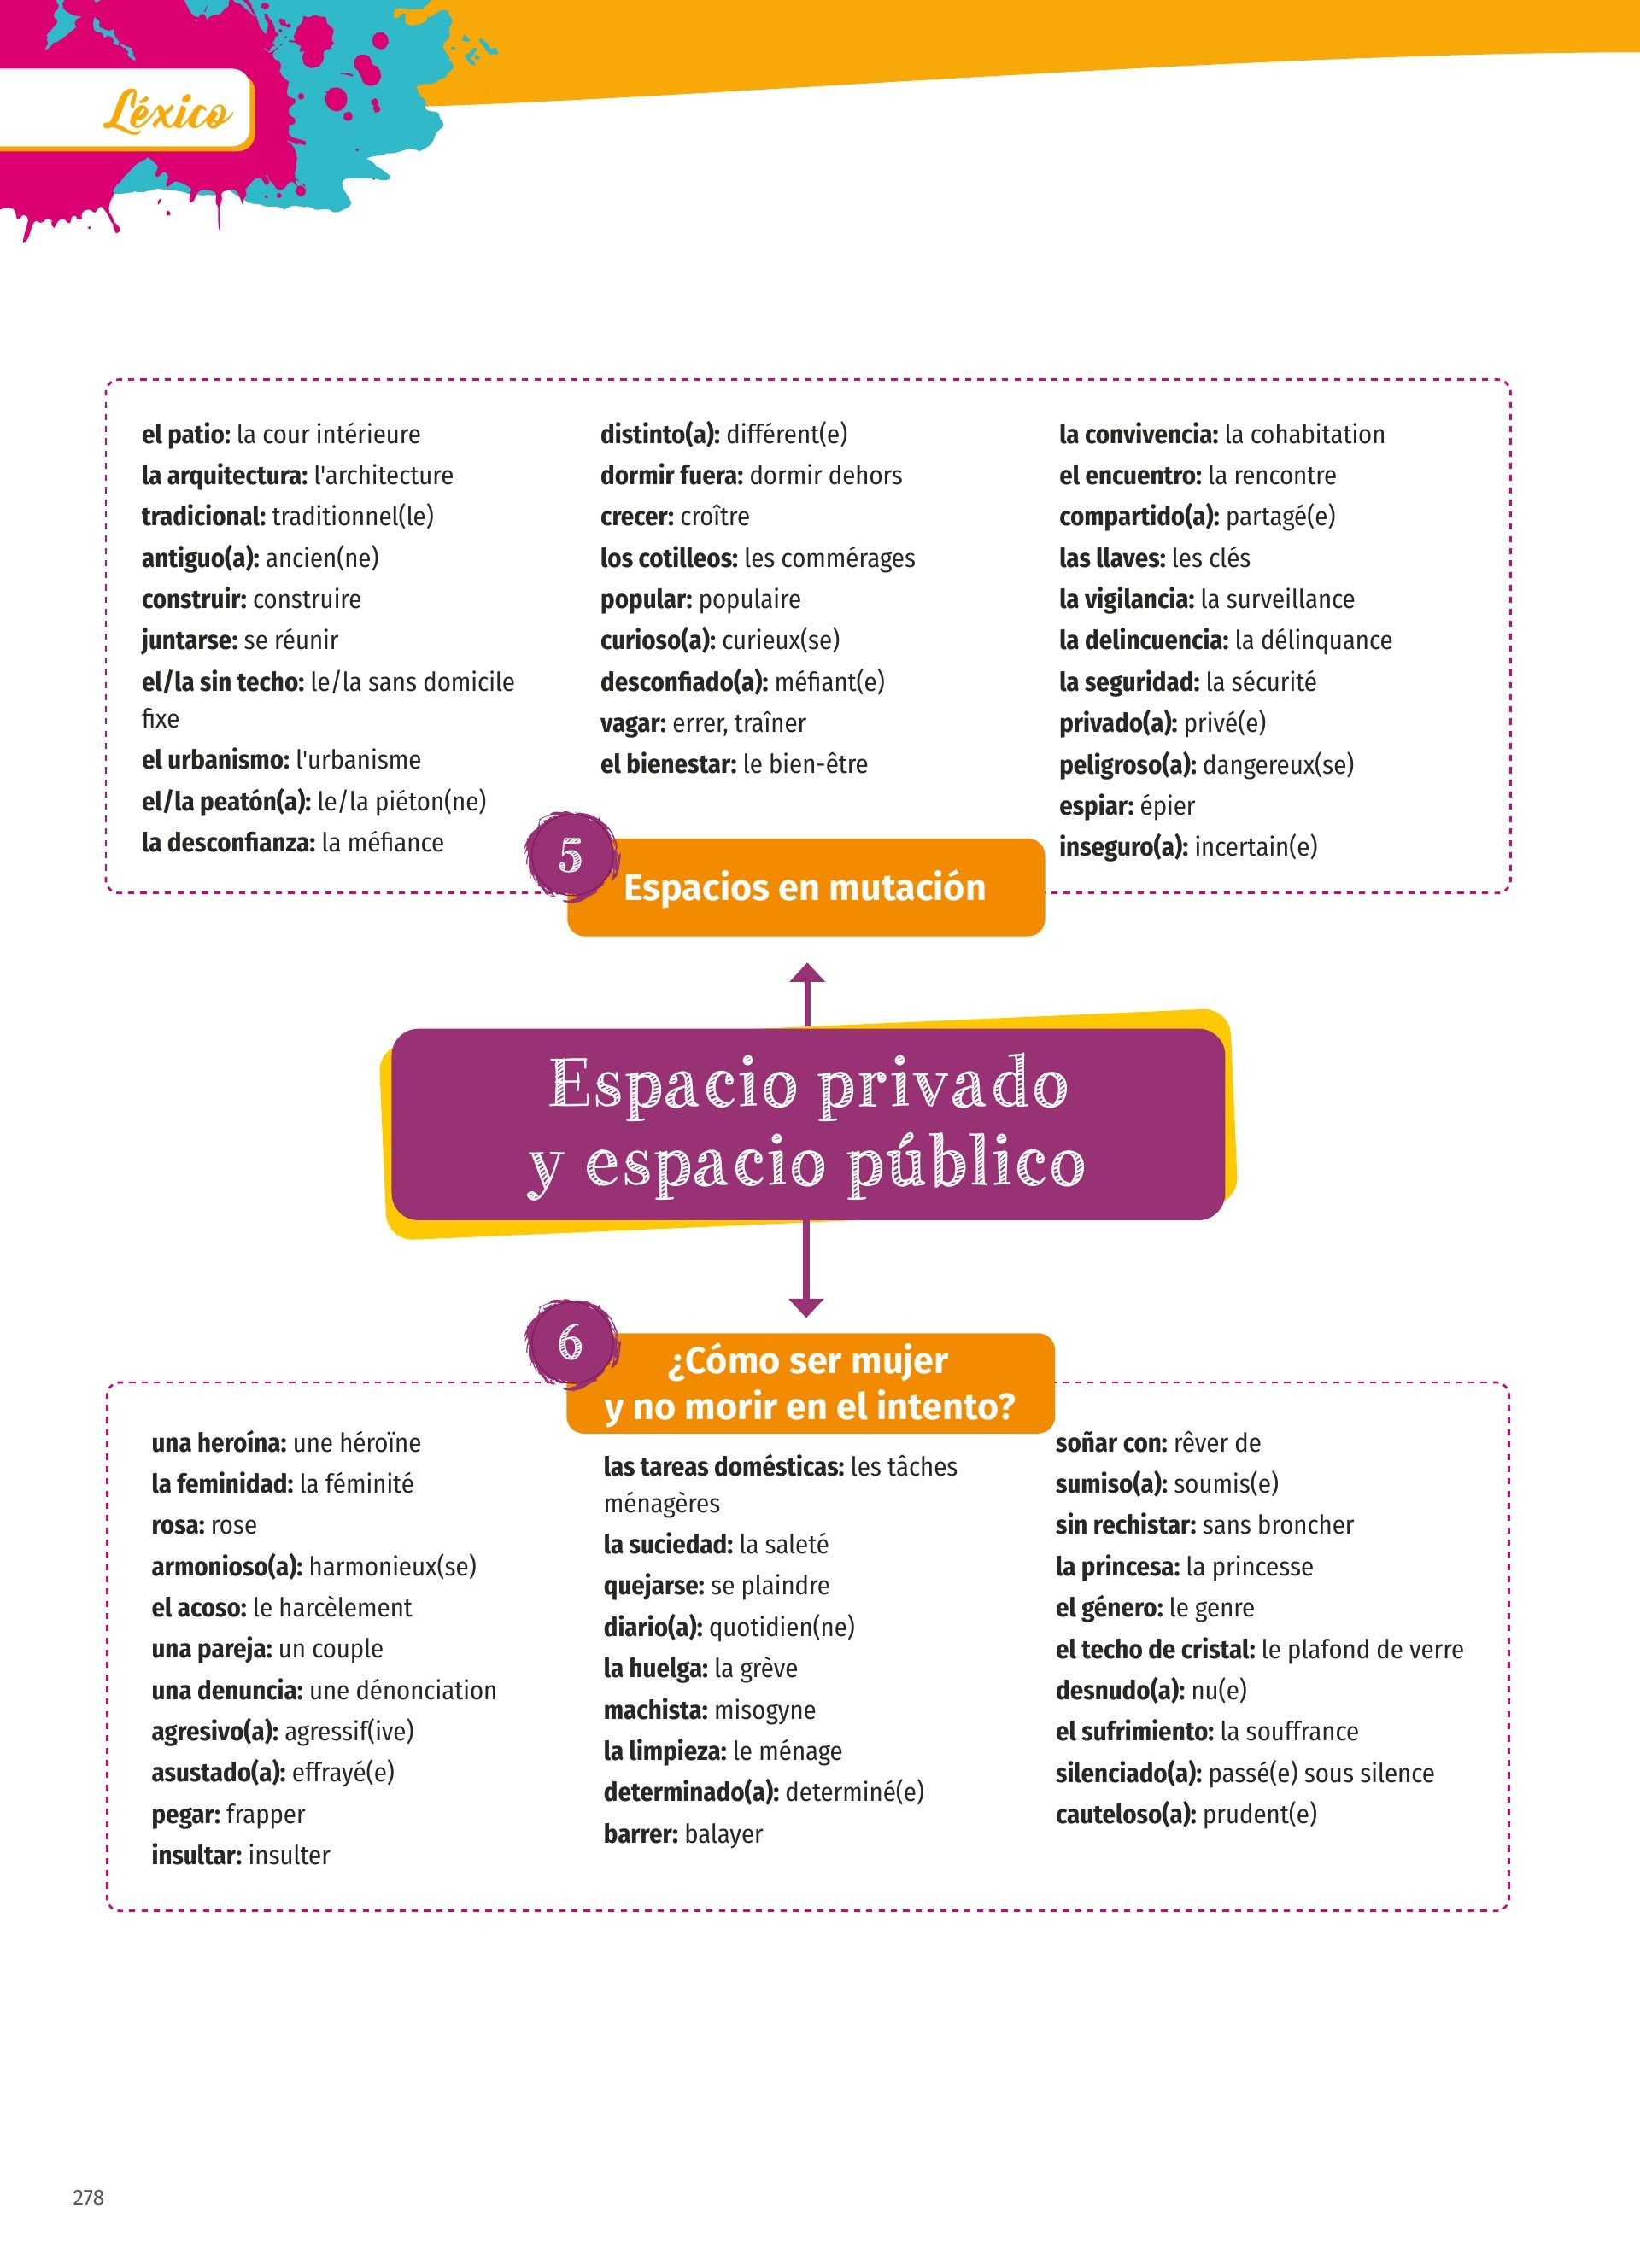 Léxico
el patio: la cour intérieure
la arquitectura: l'architecture
tradicional: traditionnel(le)
antiguo(a): ancien(ne)
construir: construire
juntarse: se réunir
el/la sin techo: le/la sans domicile
fixe
el urbanismo: l'urbanisme
el/la peatón(a): le/la piéton(ne)
la desconfianza: la méfiance
distinto(a): différent(e)
dormir fuera: dormir dehors
crecer: croître
los cotilleos: les commérages
popular: populaire
curioso(a): curieux(se)
desconfiado(a): méfiant(e)
vagar: errer, traîner
el bienestar: le bien-être
la convivencia: la cohabitation
el encuentro: la rencontre
compartido(a): partagé(e)
las llaves: les clés
la vigilancia: la surveillance
la delincuencia: la délinquance
la seguridad: la sécurité
privado(a): privé(e)
peligroso(a): dangereux(se)
espiar: épier
inseguro(a): incertain(e)
5
Espacios en mutación
Espacio privado
y espacio público
6
¿Cómo ser mujer
y no morir en el intento?
una heroína: une héroïne
la feminidad: la féminité
rosa: rose
armonioso(a): harmonieux(se)
el acoso: le harcèlement
una pareja: un couple
una denuncia: une dénonciation
agresivo(a): agressif(ive)
asustado(a): effrayé(e)
pegar: frapper
insultar: insulter
las tareas domésticas: les tâches
ménagères
la suciedad: la saleté
quejarse: se plaindre
diario(a): quotidien(ne)
la huelga: la grève
machista: misogyne
la limpieza: le ménage
determinado(a): determiné(e)
barrer: balayer
soñar con: rêver de
sumiso(a): soumis(e)
sin rechistar: sans broncher
la princesa: la princesse
el género: le genre
el techo de cristal: le plafond de verre
desnudo(a): nu(e)
el sufrimiento: la souffrance
silenciado(a): passé(e) sous silence
cauteloso(a): prudent(e)
278